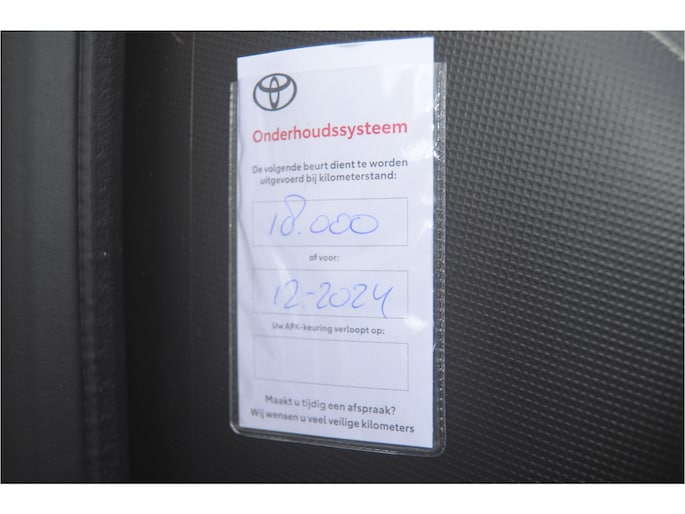 Onderhoudssysteem
De volgende beurt dient te worden
uitgevoerd bij kilometerstand:
18.000
of voor:
12-2024
Uw APK-keuring verloopt op:
Maakt u tijdig een afspraak?
Wij wensen u veel veilige kilometers